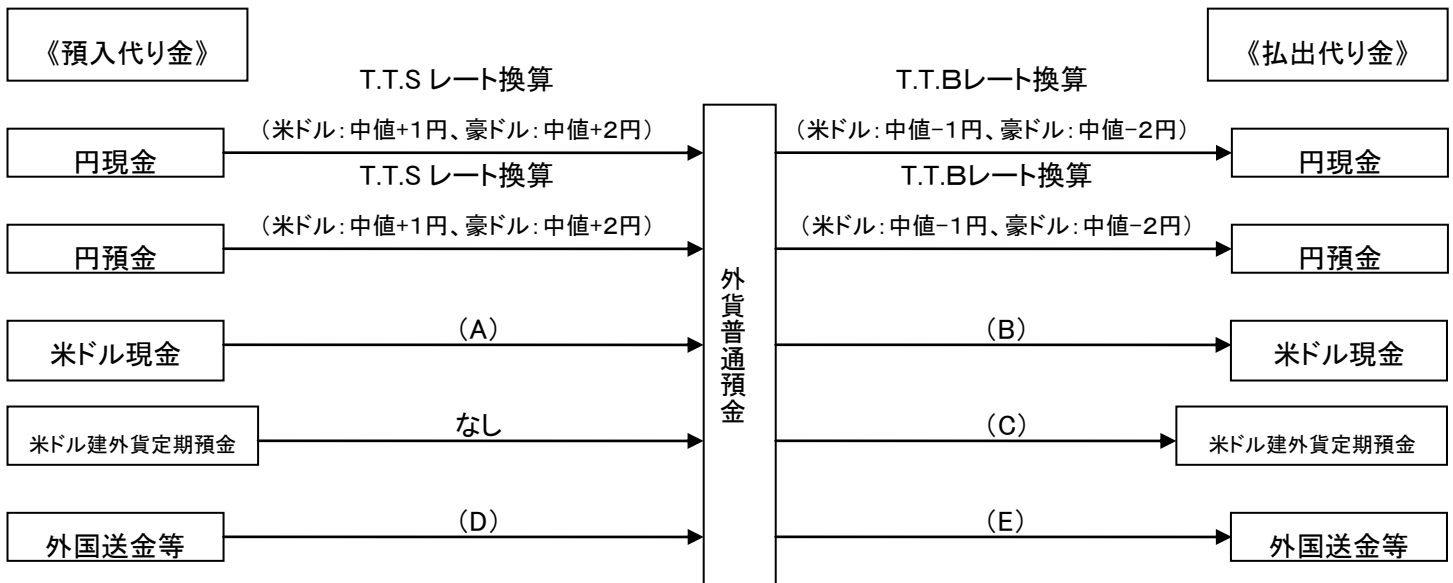 《預入代り金》
《払出代り金》
T.T.S レート換算
T.T.Bレート換算
（米ドル：中値+1円、豪ドル：中値+2円）
（米ドル：中値−1円、豪ドル：中値−2円）
円現金
円現金
T.T.S レート換算
T.T.Bレート換算
（米ドル：中値+1円、豪ドル：中値+2円）
（米ドル：中値−1円、豪ドル：中値−2円）
円預金
円預金
外貨普通預金
（A）
（B）
米ドル現金
米ドル現金
なし
（C）
米ドル建外貨定期預金
米ドル建外貨定期預金
（D）
（E）
外国送金等
外国送金等